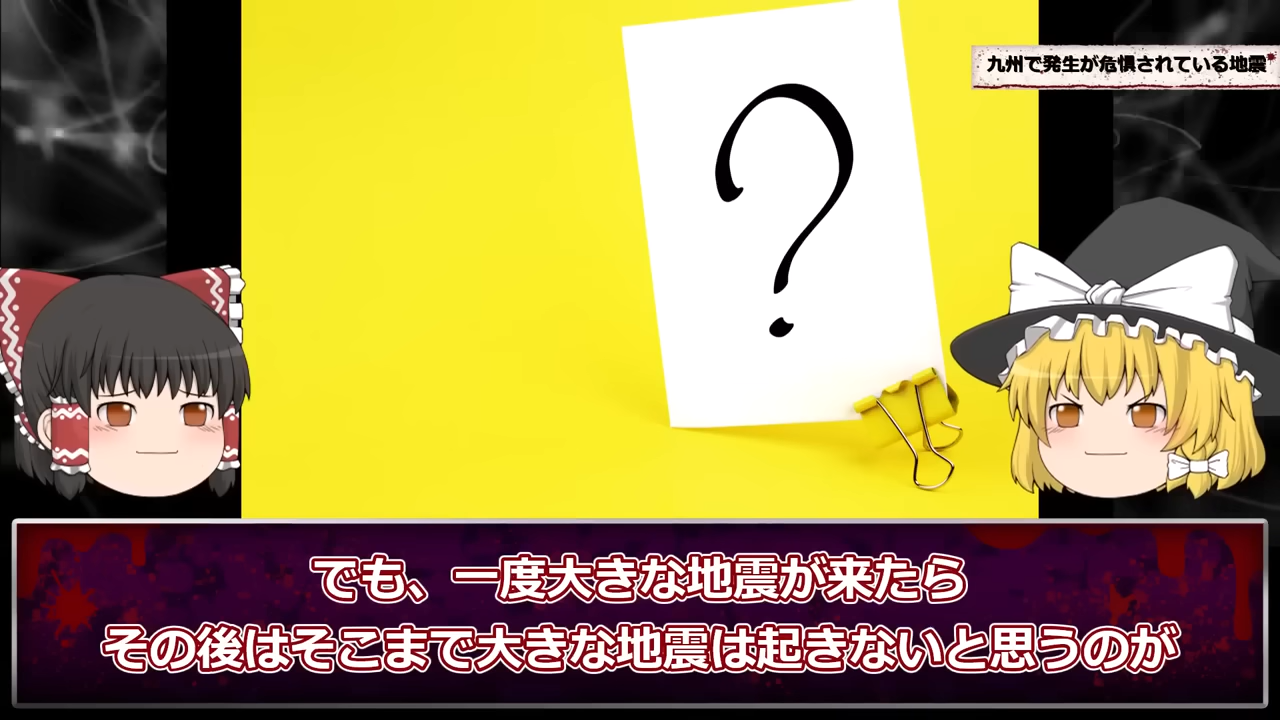 九州で発生が危惧されている地震
?
でも、一度大きな地震が来たら
その後はそこまで大きな地震は起きないと思うのが